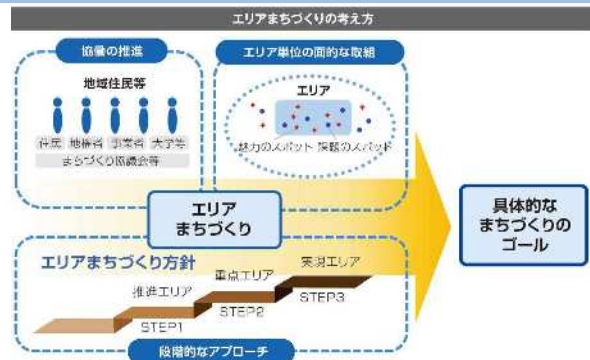 エリアまちづくりの考え方
協働の推進
エリア単位の面的な取組
地域住民等
エリア
住民 地権者 事業者 大学等
まちづくり協議会等
魅力のスポット 課題のスポット
エリア
まちづくり
具体的な
まちづくりの
ゴール
エリアまちづくり方針
実現エリア
重点エリア
推進エリア
STEP3
STEP2
STEP1
段階的なアプローチ